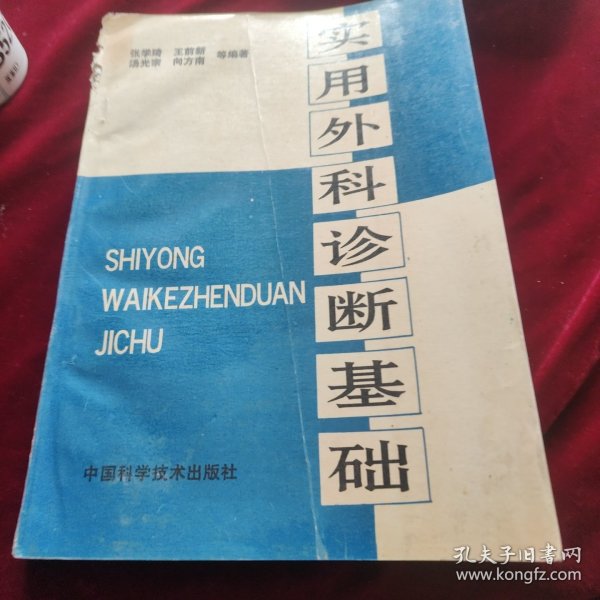 张学琦 王前新 等编著
汤光宗 向方南
实用外科诊断基础
SHIYONG
WAIKEZHENDUAN
JICHU
中国科学技术出版社
孔夫子旧书网
www.kongfz.com